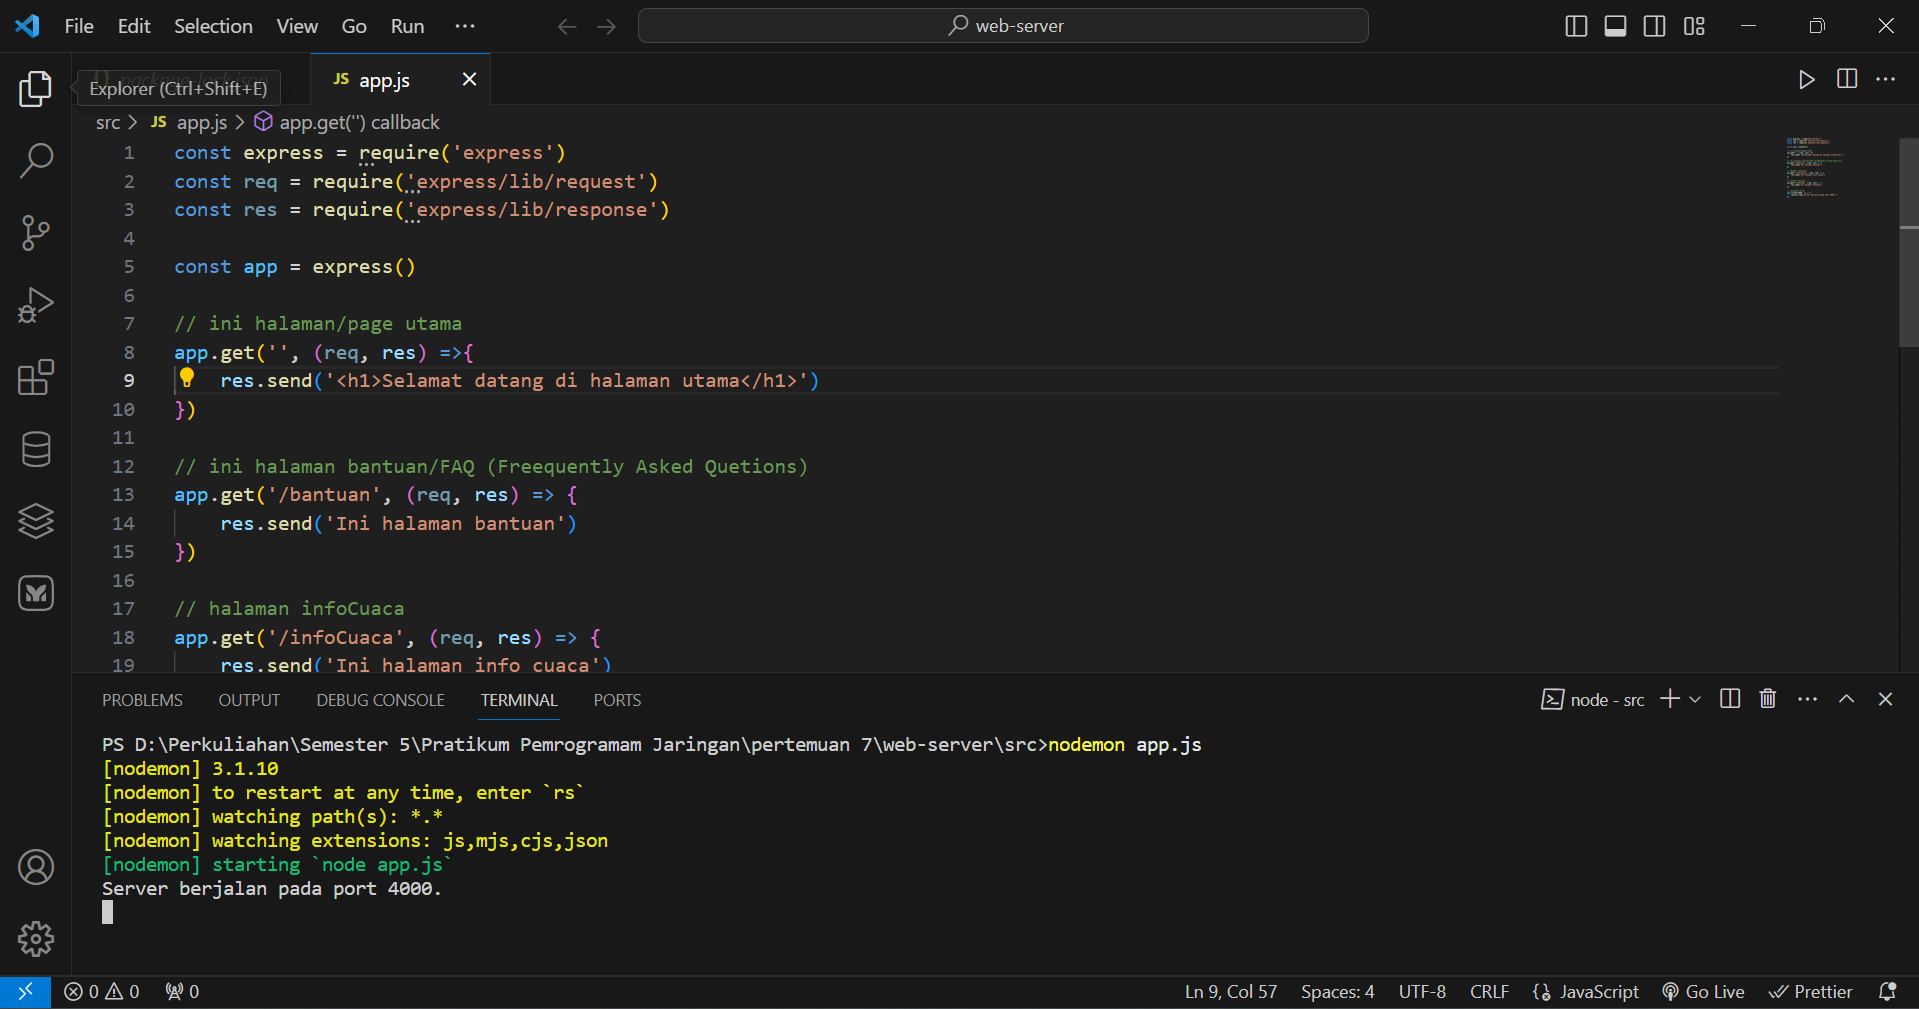 File Edit Selection View Go Run ··· web-server
package-lock.json JS app.js
Explorer (Ctrl+Shift+E)
src > JS app.js > app.get('') callback
1 const express = require('express')
2 const req = require('express/lib/request')
3 const res = require('express/lib/response')
4
5 const app = express()
6
7 // ini halaman/page utama
8 app.get('', (req, res) =>{
9 res.send('<h1>Selamat datang di halaman utama</h1>')
10 })
11
12 // ini halaman bantuan/FAQ (Freequently Asked Quetions)
13 app.get('/bantuan', (req, res) => {
14 res.send('Ini halaman bantuan')
15 })
16
17 // halaman infoCuaca
18 app.get('/infoCuaca', (req, res) => {
19 res.send('Ini halaman info cuaca')
PROBLEMS OUTPUT DEBUG CONSOLE TERMINAL PORTS node - src
PS D:\Perkuliahan\Semester 5\Pratikum Pemrogramam Jaringan\pertemuan 7\web-server\src>nodemon app.js
[nodemon] 3.1.10
[nodemon] to restart at any time, enter `rs`
[nodemon] watching path(s): *.*
[nodemon] watching extensions: js,mjs,cjs,json
[nodemon] starting `node app.js`
Server berjalan pada port 4000.
0 0 0 Ln 9, Col 57 Spaces: 4 UTF-8 CRLF JavaScript Go Live Prettier